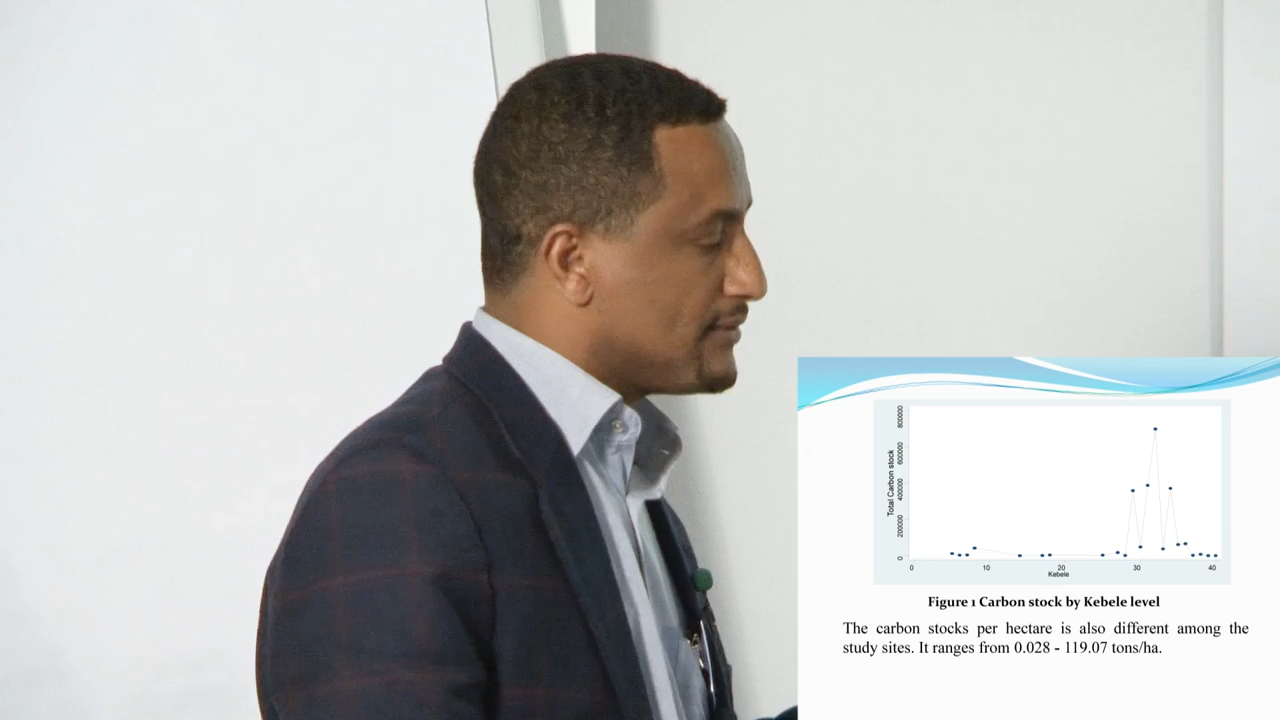 800000
600000
400000
200000
0
Total Carbon stock
0 10 20 30 40
Kebele
Figure 1 Carbon stock by Kebele level
The carbon stocks per hectare is also different among the
study sites. It ranges from 0.028 - 119.07 tons/ha.